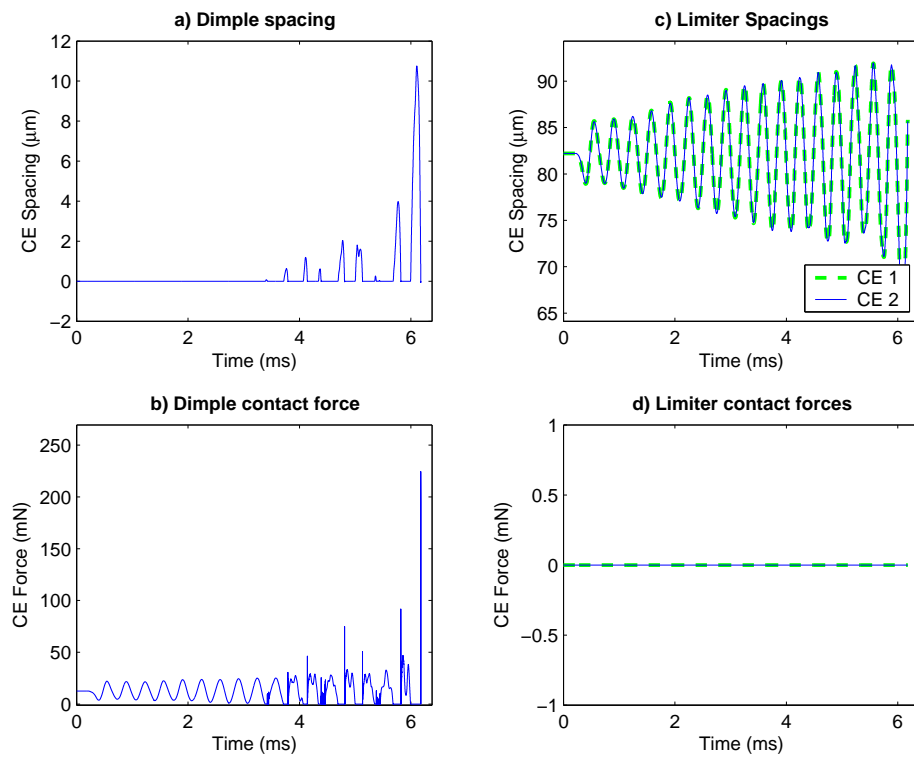 a) Dimple spacing
12
10
8
6
4
2
0
−2
CE Spacing (µm)
0 2 4 6
Time (ms)
c) Limiter Spacings
90
85
80
75
70
65
CE Spacing (µm)
CE 1
CE 2
0 2 4 6
Time (ms)
b) Dimple contact force
250
200
150
100
50
0
CE Force (mN)
0 2 4 6
Time (ms)
d) Limiter contact forces
1
0.5
0
−0.5
−1
CE Force (mN)
0 2 4 6
Time (ms)